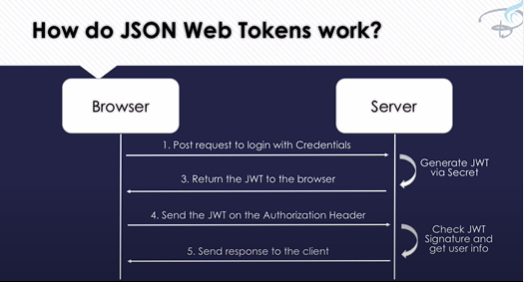 How do JSON Web Tokens work?
Browser
Server
1. Post request to login with Credentials
Generate JWT
via Secret
3. Return the JWT to the browser
4. Send the JWT on the Authorization Header
Check JWT
Signature and
get user info
5. Send response to the client